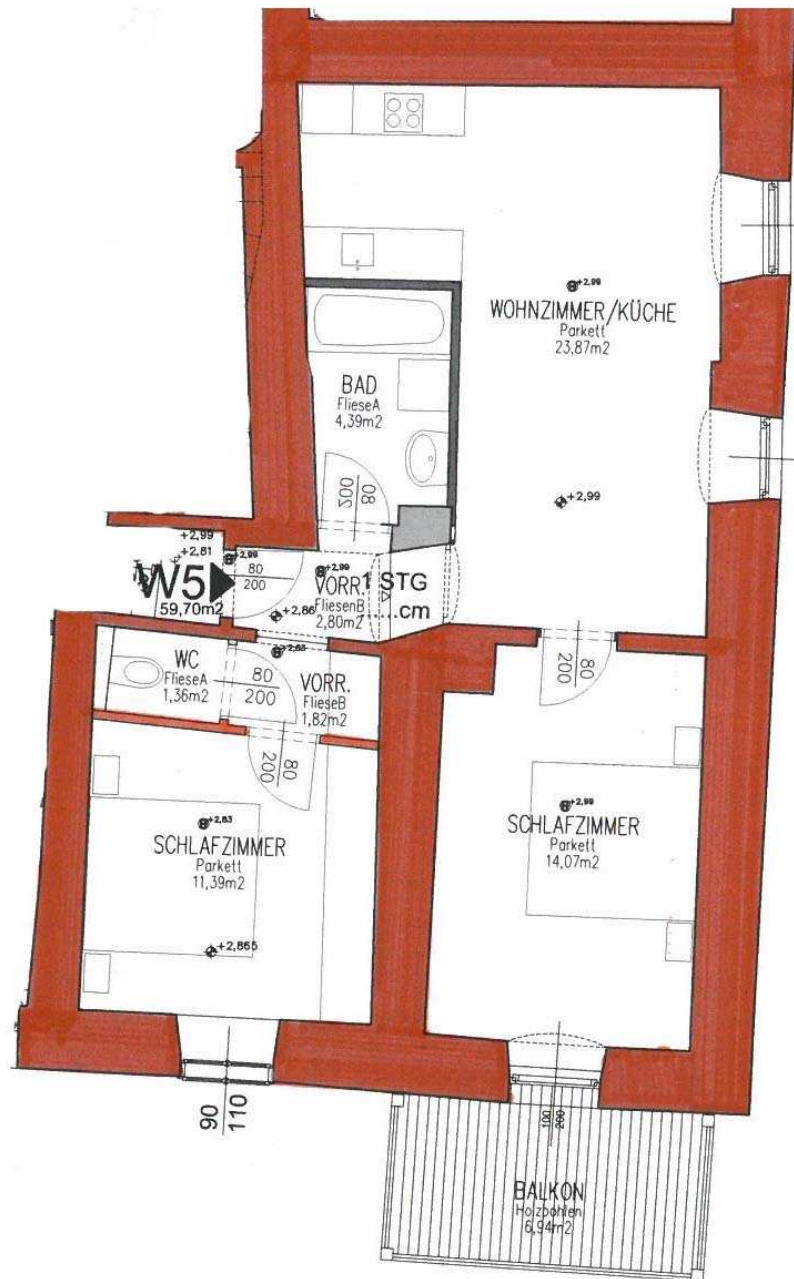 +2,99
WOHNZIMMER/KÜCHE
Parkett
23,87m2
BAD
FlieseA
4,39m2
80
200
+2,99
+2,99
+2,81
+2,99
W5
59,70m2
80
200
+2,99
VORR.
FliesenB
2,80m2
+2,86
1 STG
.....cm
+2,63
WC
FlieseA
1,36m2
80
200
VORR.
FlieseB
1,82m2
80
200
80
200
+2,63
SCHLAFZIMMER
Parkett
11,39m2
+2,865
+2,99
SCHLAFZIMMER
Parkett
14,07m2
90
110
100
200
BALKON
Holzbohlen
6,94m2